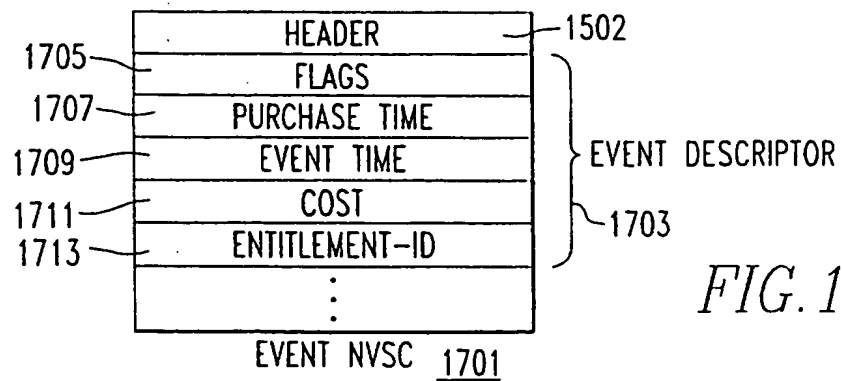 HEADER 1502
1705 FLAGS
1707 PURCHASE TIME
1709 EVENT TIME EVENT DESCRIPTOR
1711 COST
1703
1713 ENTITLEMENT-ID
FIG. 1
EVENT NVSC 1701